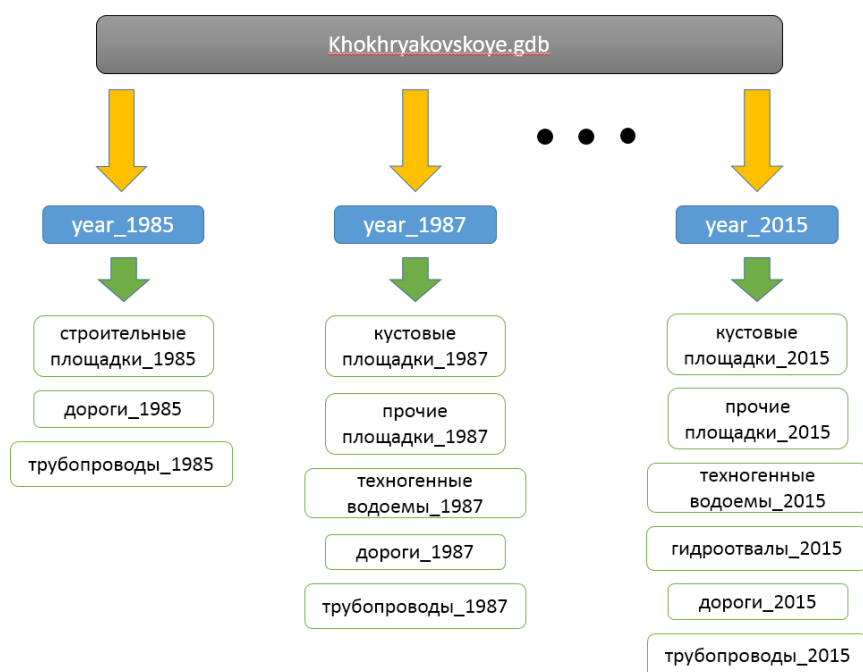 Khokhryakovskoye.gdb
year_1985
year_1987
year_2015
строительные
площадки_1985
дороги_1985
трубопроводы_1985
кустовые
площадки_1987
прочие
площадки_1987
техногенные
водоемы_1987
дороги_1987
трубопроводы_1987
кустовые
площадки_2015
прочие
площадки_2015
техногенные
водоемы_2015
гидроотвалы_2015
дороги_2015
трубопроводы_2015